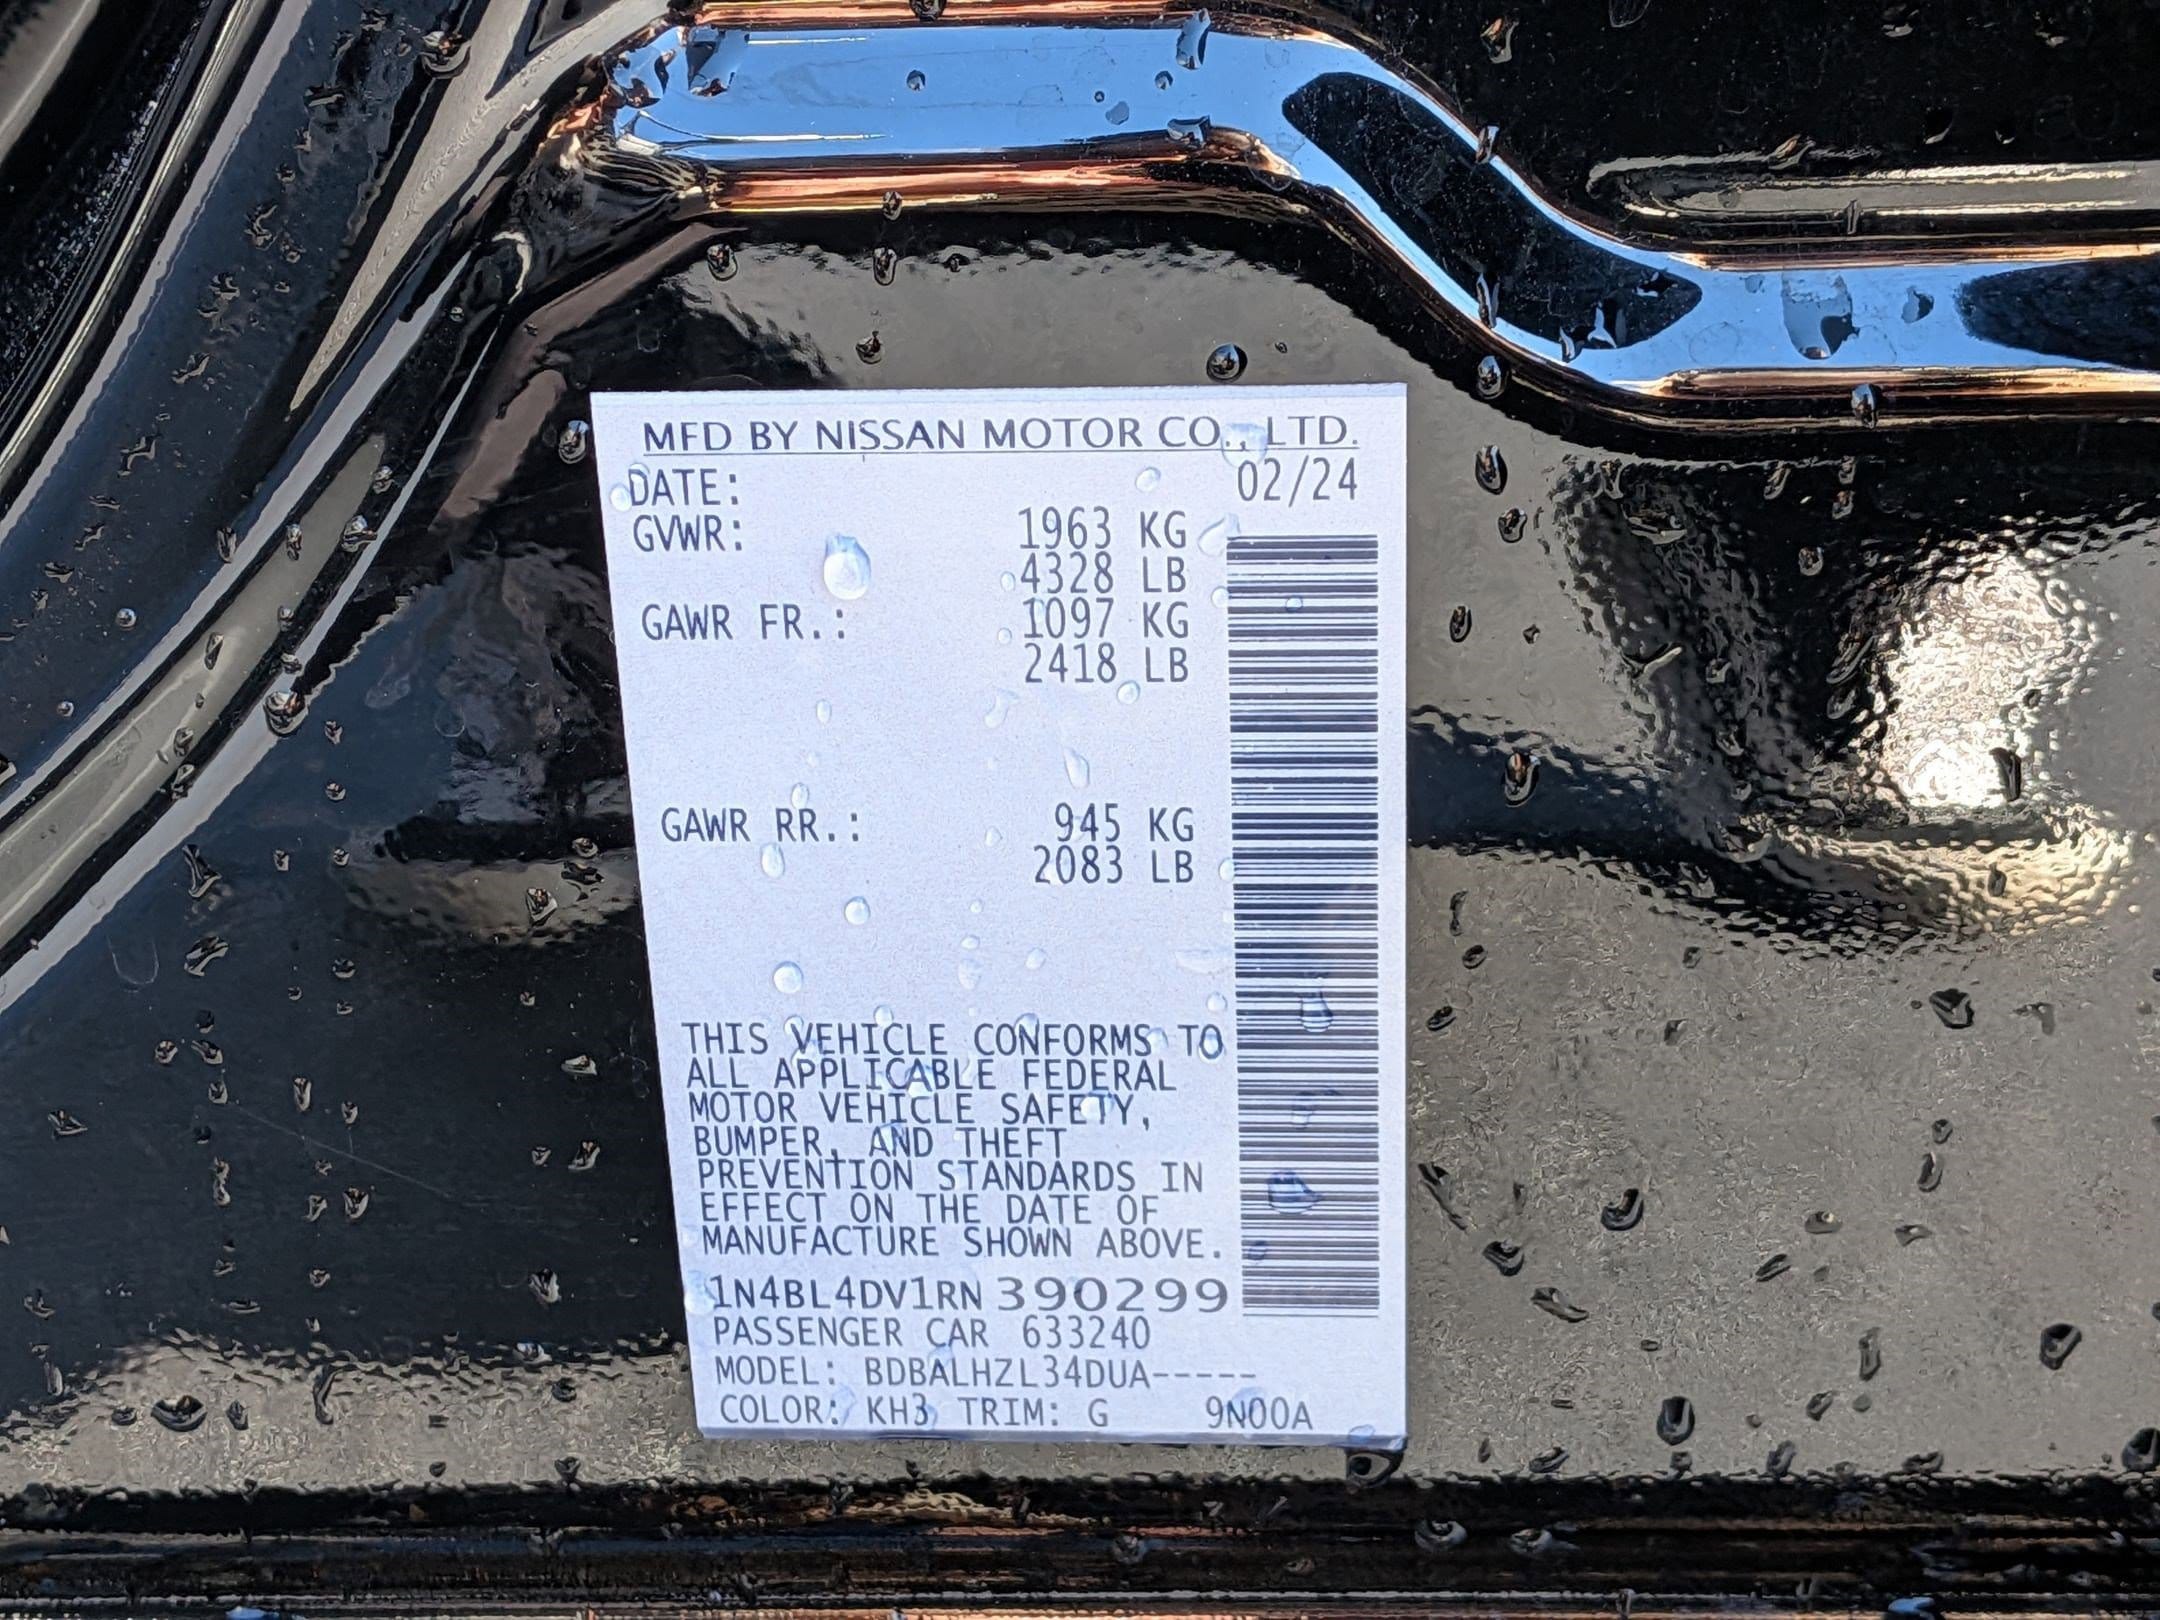 MFD BY NISSAN MOTOR CO., LTD.
DATE: 02/24
GVWR: 1963 KG
4328 LB
GAWR FR.: 1097 KG
2418 LB
GAWR RR.: 945 KG
2083 LB
THIS VEHICLE CONFORMS TO
ALL APPLICABLE FEDERAL
MOTOR VEHICLE SAFETY,
BUMPER, AND THEFT
PREVENTION STANDARDS IN
EFFECT ON THE DATE OF
MANUFACTURE SHOWN ABOVE.
1N4BL4DV1RN390299
PASSENGER CAR 633240
MODEL: BDBALHZL34DUA-----
COLOR: KH3 TRIM: G 9N00A